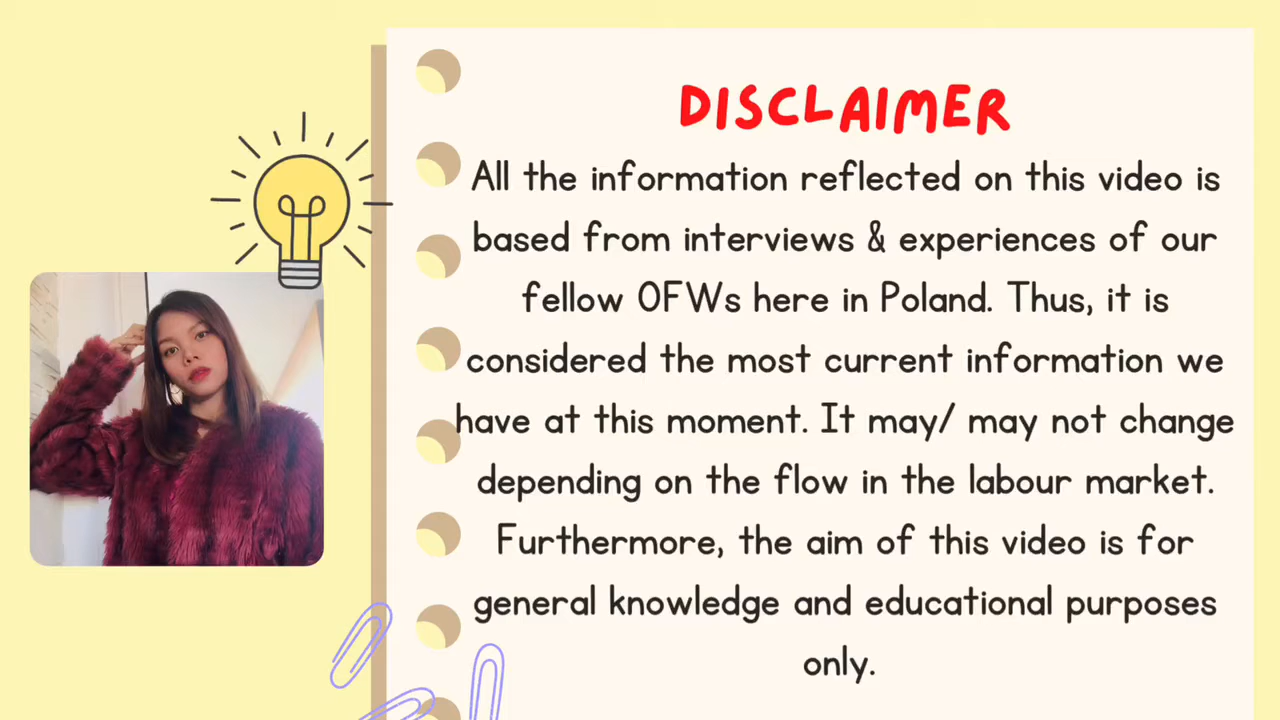 DISCLAIMER
All the information reflected on this video is
based from interviews & experiences of our
fellow OFWs here in Poland. Thus, it is
considered the most current information we
have at this moment. It may/ may not change
depending on the flow in the labour market.
Furthermore, the aim of this video is for
general knowledge and educational purposes
only.